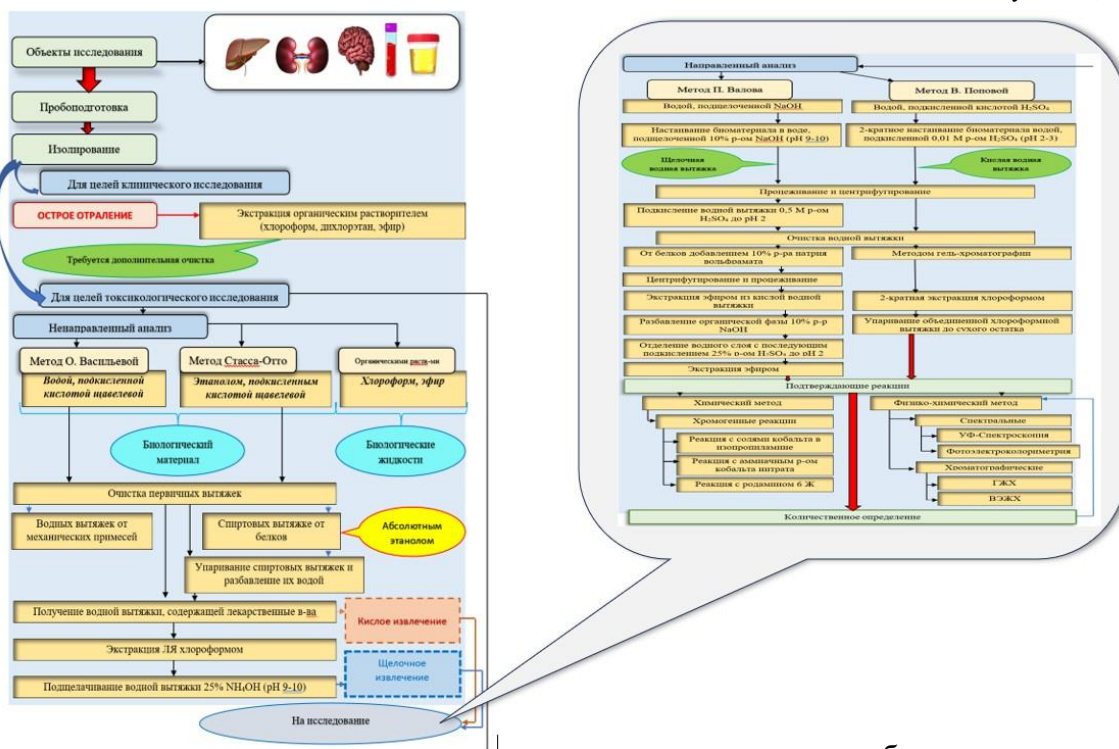 Объекты исследования
Пробоподготовка
Изолирование
Для целей клинического исследования
ОСТРОЕ ОТРАЛЕНИЕ
Экстракция органическим растворителем
(хлороформ, дихлорэтан, эфир)
Требуется дополнительная очистка
Для целей токсикологического исследования
Ненаправленный анализ
Метод О. Васильевой
Метод Стасса-Отто
Органическими раств-ми
Водой, подкисленной
кислотой щавелевой
Этанолом, подкисленным
кислотой щавелевой
Хлороформ, эфир
Биологический
материал
Биологические
жидкости
Очистка первичных вытяжек
Водных вытяжек от
механических примесей
Спиртовых вытяжке от
белков
Абсолютным
этанолом
Упаривание спиртовых вытяжек и
разбавление их водой
Получение водной вытяжки, содержащей лекарственные в-ва
Кислое извлечение
Экстракция ЛЯ хлороформом
Щелочное
извлечение
Подщелачивание водной вытяжки 25% NH₄OH (pH 9-10)
На исследование
Направленный анализ
Метод П. Валова
Метод В. Поповой
Водой, подщелоченной NaOH
Водой, подкисленной кислотой H₂SO₄
Настаивание биоматериала в воде,
подщелоченной 10% р-ом NaOH (pH 9-10)
2-кратное настаивание биоматериала водой,
подкисленной 0,01 М р-ом H₂SO₄ (pH 2-3)
Щелочная
водная вытяжка
Кислая водная
вытяжка
Процеживание и центрифугирование
Подкисление водной вытяжки 0,5 М р-ом
H₂SO₄ до pH 2
Очистка водной вытяжки
От белков добавлением 10% р-ра натрия
вольфрамата
Методом гель-хроматографии
Центрифугирование и процеживание
Экстракция эфиром из кислой водной
вытяжки
2-кратная экстракция хлороформом
Разбавление органической фазы 10% р-р
NaOH
Упаривание объединенной хлороформной
вытяжки до сухого остатка
Отделение водного слоя с последующим
подкислением 25% р-ом H₂SO₄ до pH 2
Экстракция эфиром
Подтверждающие реакции
Химический метод
Физико-химический метод
Хромогенные реакции
Спектральные
Реакция с солями кобальта в
изопропиламине
УФ-Спектроскопия
Фотоэлектроколориметрия
Реакция с аммиачным р-ом
кобальта нитрата
Хроматографические
Реакция с родамином 6 Ж
ГЖХ
ВЭЖХ
Количественное определение